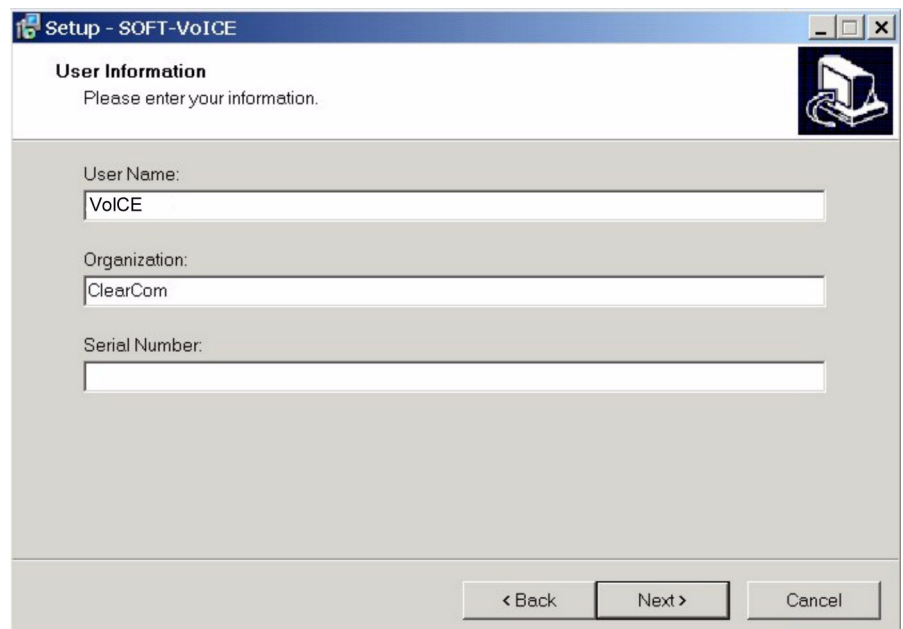 Setup - SOFT-VoICE
User Information
Please enter your information.
User Name:
VoICE
Organization:
ClearCom
Serial Number:
< Back Next > Cancel